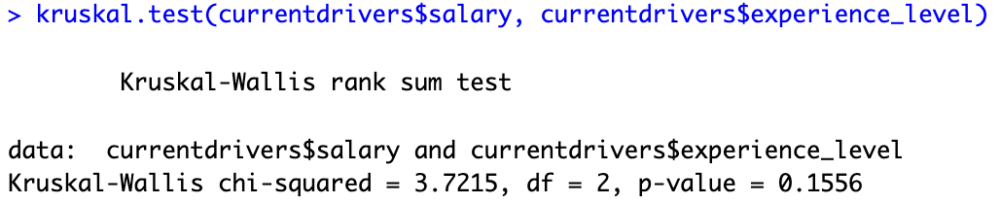 > kruskal.test(currentdrivers$salary, currentdrivers$experience_level)
Kruskal-Wallis rank sum test
data:  currentdrivers$salary and currentdrivers$experience_level
Kruskal-Wallis chi-squared = 3.7215, df = 2, p-value = 0.1556